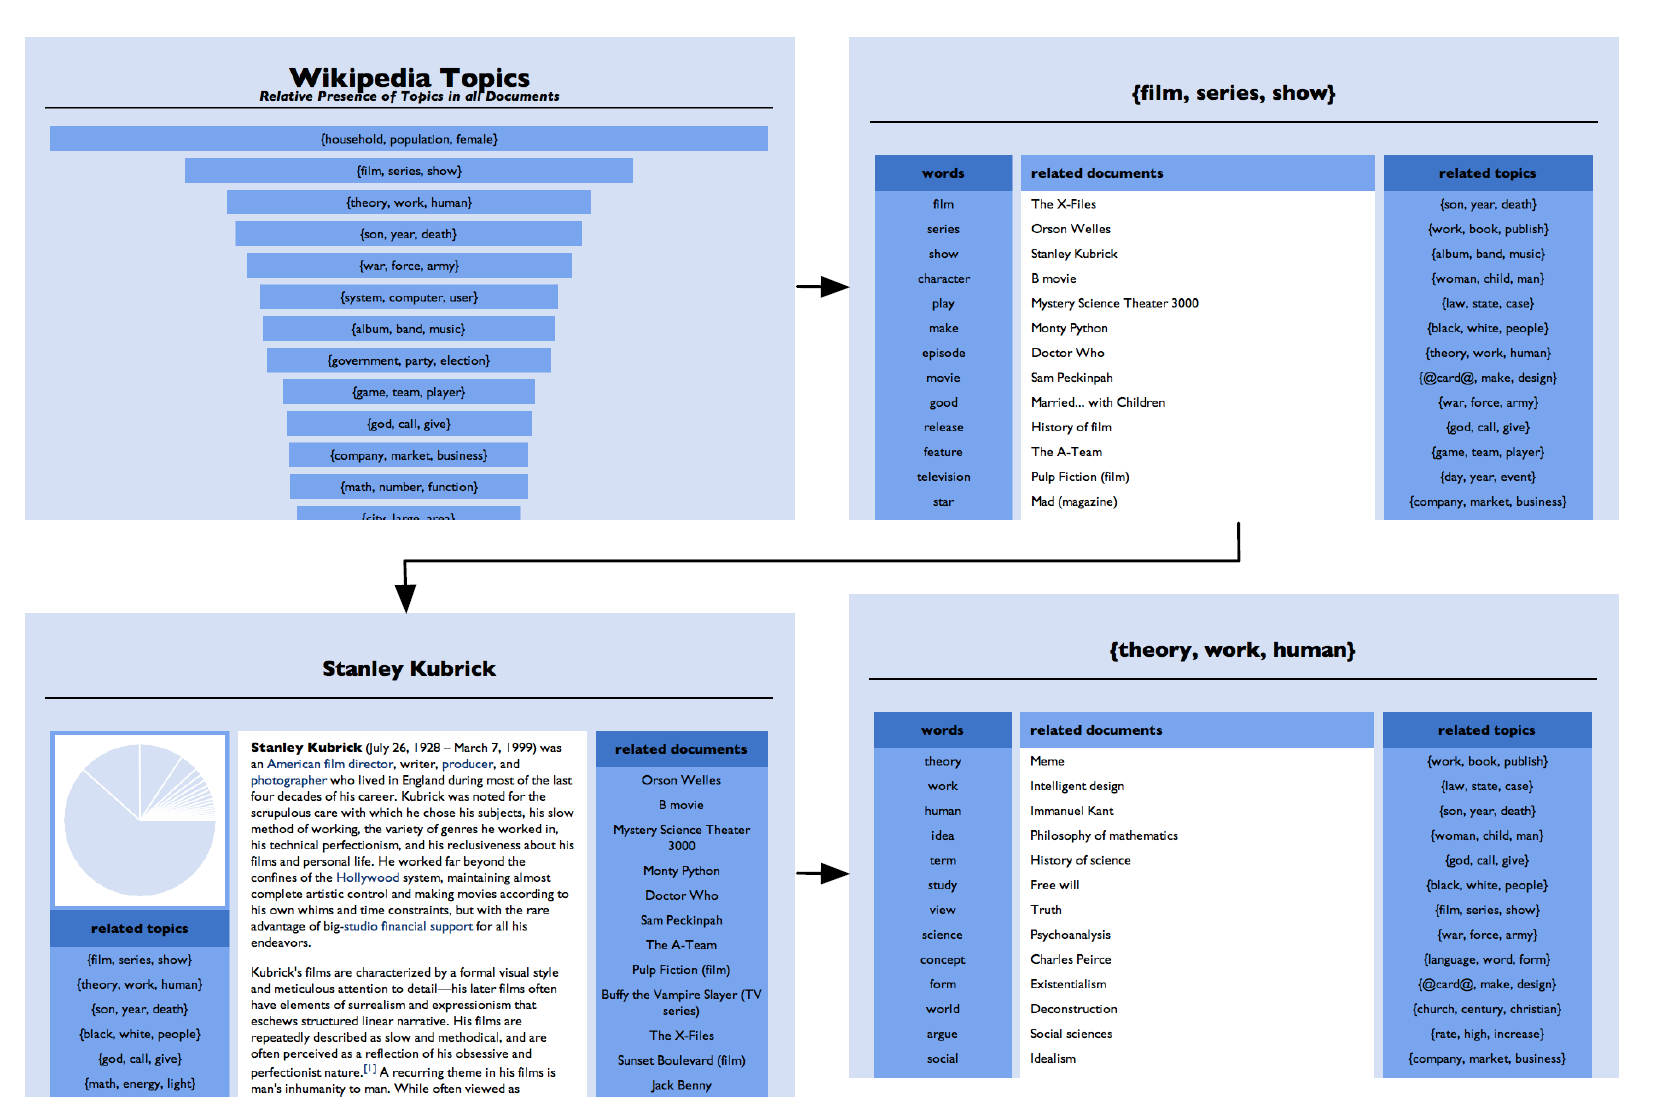 Wikipedia Topics
Relative Presence of Topics in all Documents
{household, population, female}
{film, series, show}
{theory, work, human}
{son, year, death}
{war, force, army}
{system, computer, user}
{album, band, music}
{government, party, election}
{game, team, player}
{god, call, give}
{company, market, business}
{math, number, function}
{city, large, area}
{film, series, show}
words
film
series
show
character
play
make
episode
movie
good
release
feature
television
star
related documents
The X-Files
Orson Welles
Stanley Kubrick
B movie
Mystery Science Theater 3000
Monty Python
Doctor Who
Sam Peckinpah
Married... with Children
History of film
The A-Team
Pulp Fiction (film)
Mad (magazine)
related topics
{son, year, death}
{work, book, publish}
{album, band, music}
{woman, child, man}
{law, state, case}
{black, white, people}
{theory, work, human}
{@card@, make, design}
{war, force, army}
{god, call, give}
{game, team, player}
{day, year, event}
{company, market, business}
Stanley Kubrick
related topics
{film, series, show}
{theory, work, human}
{son, year, death}
{black, white, people}
{god, call, give}
{math, energy, light}
Stanley Kubrick (July 26, 1928 – March 7, 1999) was
an American film director, writer, producer, and
photographer who lived in England during most of the last
four decades of his career. Kubrick was noted for the
scrupulous care with which he chose his subjects, his slow
method of working, the variety of genres he worked in,
his technical perfectionism, and his reclusiveness about his
films and personal life. He worked far beyond the
confines of the Hollywood system, maintaining almost
complete artistic control and making movies according to
his own whims and time constraints, but with the rare
advantage of big-studio financial support for all his
endeavors.
Kubrick's films are characterized by a formal visual style
and meticulous attention to detail—his later films often
have elements of surrealism and expressionism that
eschews structured linear narrative. His films are
repeatedly described as slow and methodical, and are
often perceived as a reflection of his obsessive and
perfectionist nature.[1] A recurring theme in his films is
man's inhumanity to man. While often viewed as
related documents
Orson Welles
B movie
Mystery Science Theater
3000
Monty Python
Doctor Who
Sam Peckinpah
The A-Team
Pulp Fiction (film)
Buffy the Vampire Slayer (TV
series)
The X-Files
Sunset Boulevard (film)
Jack Benny
{theory, work, human}
words
theory
work
human
idea
term
study
view
science
concept
form
world
argue
social
related documents
Meme
Intelligent design
Immanuel Kant
Philosophy of mathematics
History of science
Free will
Truth
Psychoanalysis
Charles Peirce
Existentialism
Deconstruction
Social sciences
Idealism
related topics
{work, book, publish}
{law, state, case}
{son, year, death}
{woman, child, man}
{god, call, give}
{black, white, people}
{film, series, show}
{war, force, army}
{language, word, form}
{@card@, make, design}
{church, century, christian}
{rate, high, increase}
{company, market, business}